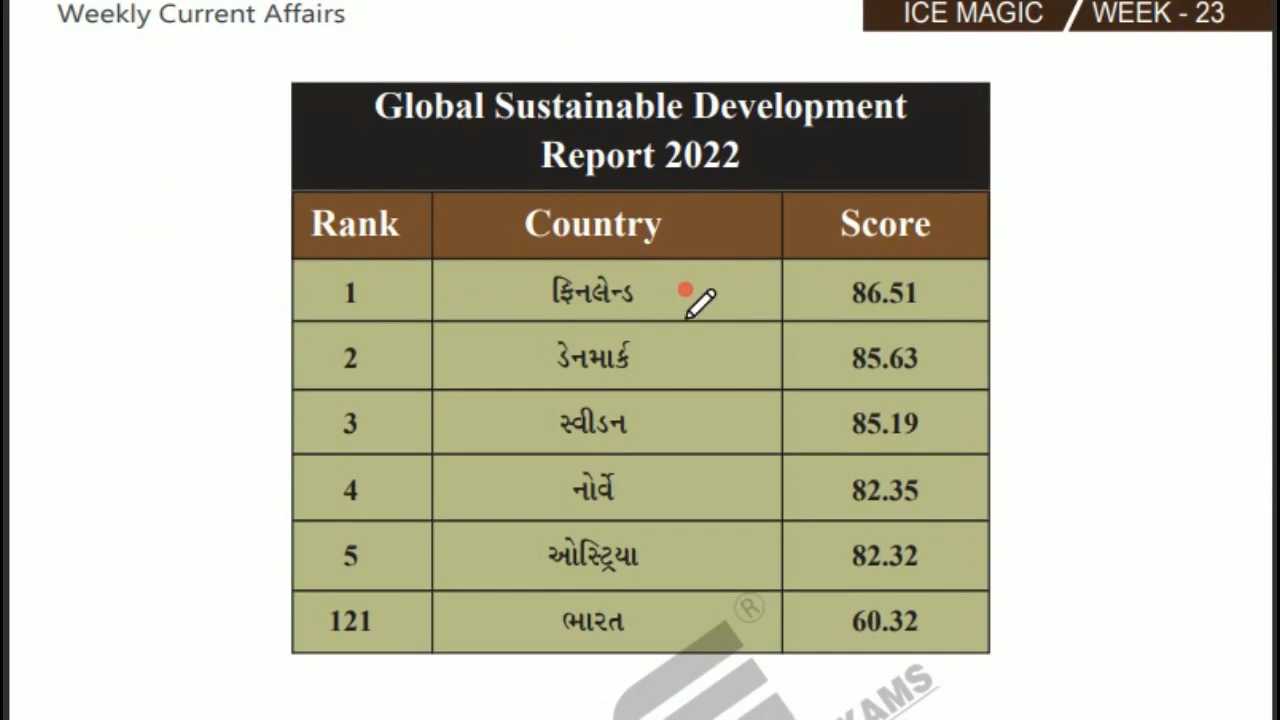 Weekly Current Affairs
ICE MAGIC / WEEK - 23
Global Sustainable Development
Report 2022
Rank Country Score
1 ફિનલેન્ડ 86.51
2 ડેનમાર્ક 85.63
3 સ્વીડન 85.19
4 નોર્વે 82.35
5 ઓસ્ટ્રિયા 82.32
121 ભારત 60.32
®